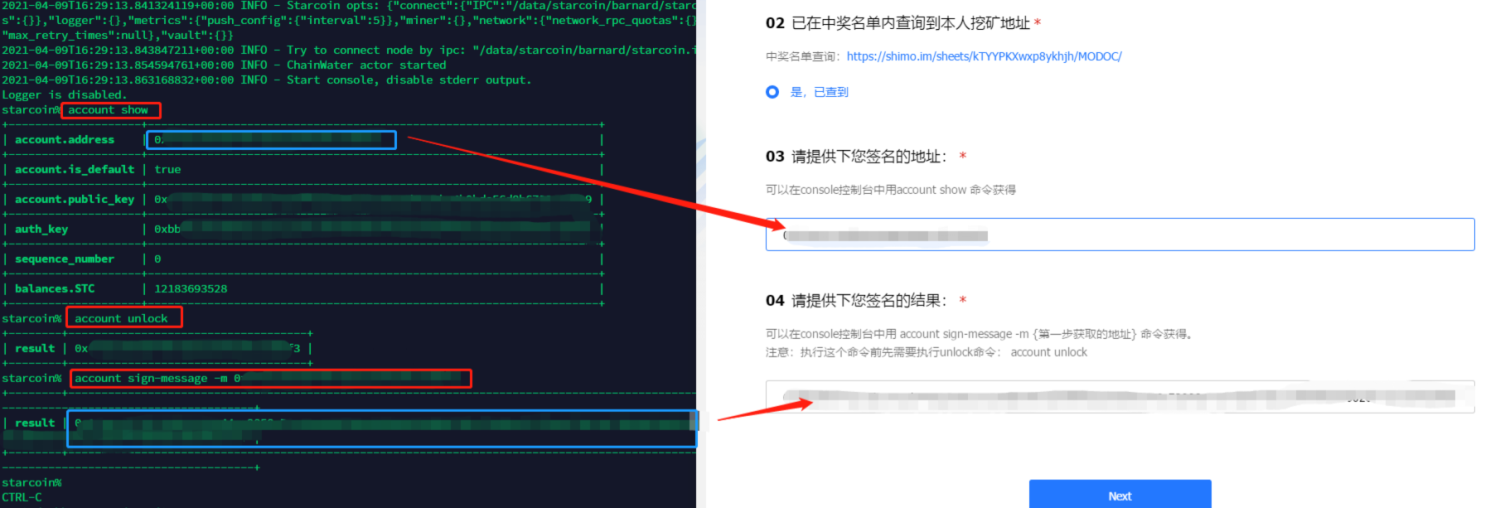 2021-04-09T16:29:13.841324119+00:00 INFO - Starcoin opts: {"connect":{"IPC":"/data/starcoin/barnard/starc
s":{}},"logger":{},"metrics":{"push_config":{"interval":5}},"miner":{},"network":{"network_rpc_quotas":{}
"max_retry_times":null},"vault":{}}
2021-04-09T16:29:13.843847211+00:00 INFO - Try to connect node by ipc: "/data/starcoin/barnard/starcoin.i
2021-04-09T16:29:13.854594761+00:00 INFO - ChainWater actor started
2021-04-09T16:29:13.863168832+00:00 INFO - Start console, disable stderr output.
Logger is disabled.
starcoin% account show
account.address | 0
account.is_default | true
account.public_key | 0x 9
auth_key | 0xbb
sequence_number | 0
balances.STC | 12183693528
starcoin% account unlock
result | 0x f3
starcoin% account sign-message -m 0
result | 0
starcoin%
CTRL-C
02 已在中奖名单内查询到本人挖矿地址 *
中奖名单查询: https://shimo.im/sheets/kTYYPKXwxp8ykhjh/MODOC/
是，已查到
03 请提供下您签名的地址： *
可以在console控制台中用account show 命令获得
04 请提供下您签名的结果： *
可以在console控制台中用 account sign-message -m {第一步获取的地址} 命令获得。
注意：执行这个命令前先需要执行unlock命令： account unlock
Next